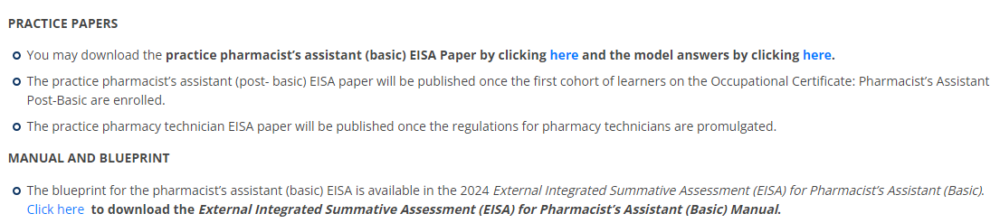 PRACTICE PAPERS
You may download the practice pharmacist's assistant (basic) EISA Paper by clicking here and the model answers by clicking here.
The practice pharmacist's assistant (post- basic) EISA paper will be published once the first cohort of learners on the Occupational Certificate: Pharmacist's Assistant
Post-Basic are enrolled.
The practice pharmacy technician EISA paper will be published once the regulations for pharmacy technicians are promulgated.
MANUAL AND BLUEPRINT
The blueprint for the pharmacist's assistant (basic) EISA is available in the 2024 External Integrated Summative Assessment (EISA) for Pharmacist's Assistant (Basic).
Click here to download the External Integrated Summative Assessment (EISA) for Pharmacist's Assistant (Basic) Manual.